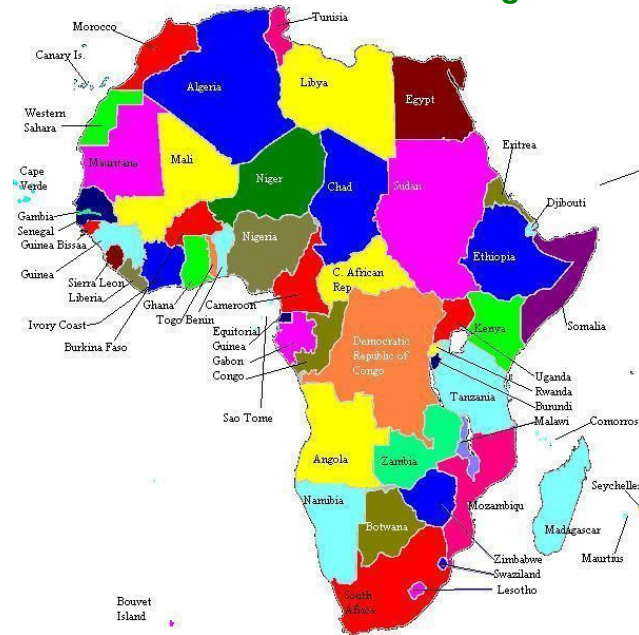 Tunisia
Morocco
Canary Is.
Algeria
Libya
Egypt
Western
Sahara
Mauritana
Mali
Niger
Chad
Sudan
Eritrea
Cape
Verde
Djibouti
Gambia
Senegal
Guinea Bissaa
Guinea
Nigeria
Ethiopia
C. African
Rep
Sierra Leon
Liberia
Ghana
Togo
Benin
Cameroon
Ivory Coast
Burkina Faso
Equitorial
Guinea
Gabon
Congo
Democratic
Republic of
Congo
Kenya
Somalia
Uganda
Rwanda
Burundi
Tanzania
Malawi
Sao Tome
Comorros
Angola
Zambia
Seychelles
Namibia
Botwana
Mozambiqu
Madagascar
Maurtius
Zimbabwe
Swaziland
Lesotho
South
Africa
Bouvet
Island